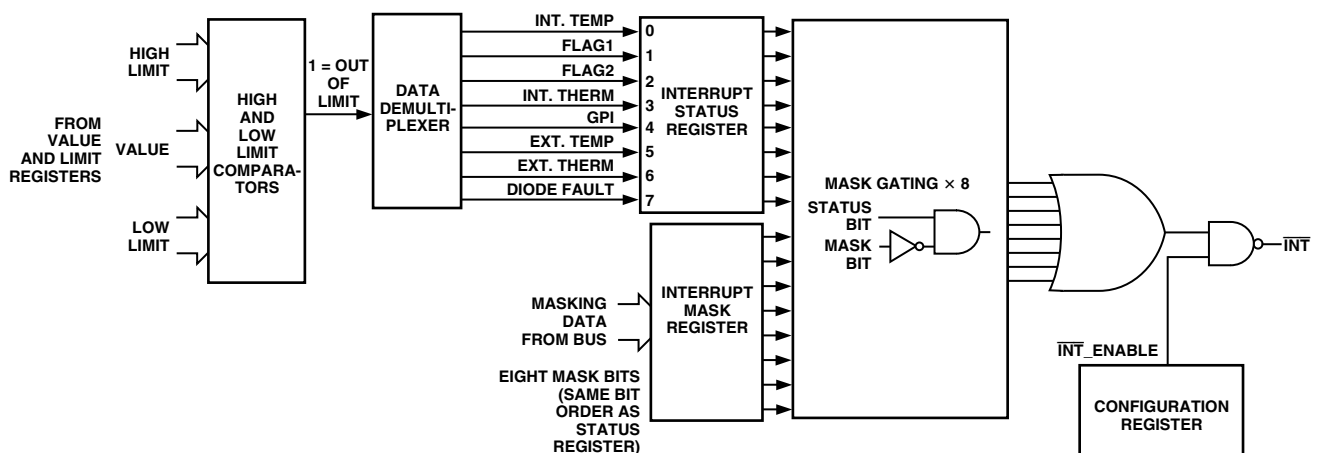 HIGH
LIMIT
FROM
VALUE
AND LIMIT
REGISTERS
VALUE
LOW
LIMIT
HIGH
AND
LOW
LIMIT
COMPARA-
TORS
1 = OUT
OF
LIMIT
DATA
DEMULTI-
PLEXER
INT. TEMP
FLAG1
FLAG2
INT. THERM
GPI
EXT. TEMP
EXT. THERM
DIODE FAULT
0
1
2
3
4
5
6
7
INTERRUPT
STATUS
REGISTER
MASK GATING × 8
STATUS
BIT
MASK
BIT
MASKING
DATA
FROM BUS
INTERRUPT
MASK
REGISTER
EIGHT MASK BITS
(SAME BIT
ORDER AS
STATUS
REGISTER)
I̅N̅T̅
I̅N̅T̅_ENABLE
CONFIGURATION
REGISTER